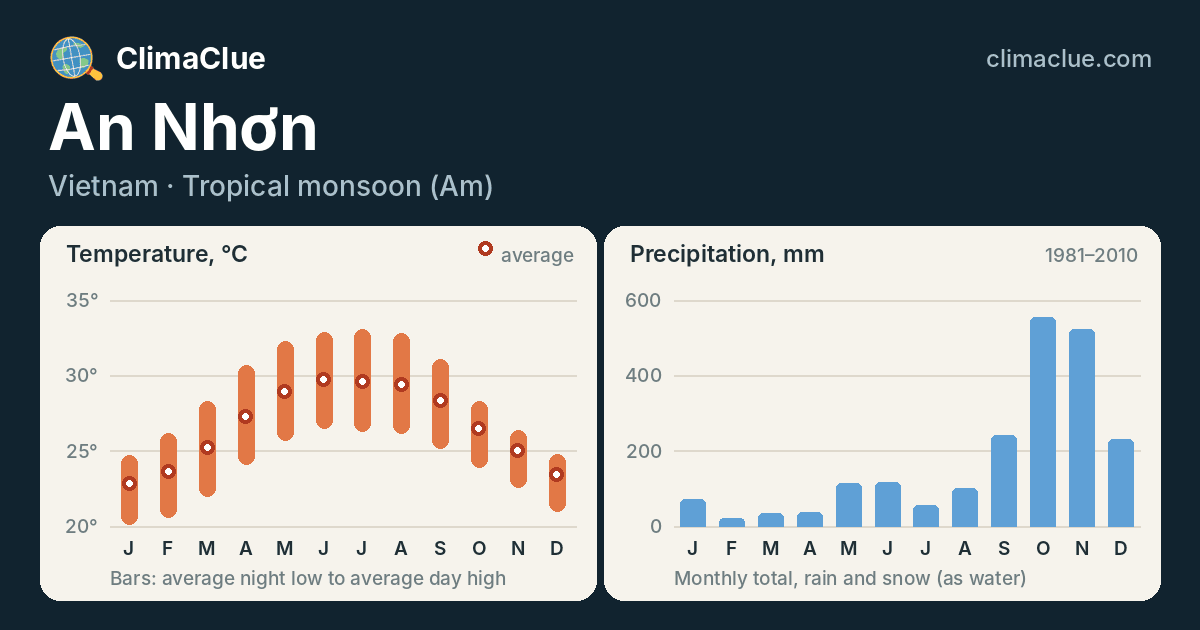 ClimaClue
climaclue.com
An Nhơn
Vietnam · Tropical monsoon (Am)
Temperature, °C
average
35°
30°
25°
20°
J F M A M J J A S O N D
Bars: average night low to average day high
Precipitation, mm
1981–2010
600
400
200
0
J F M A M J J A S O N D
Monthly total, rain and snow (as water)